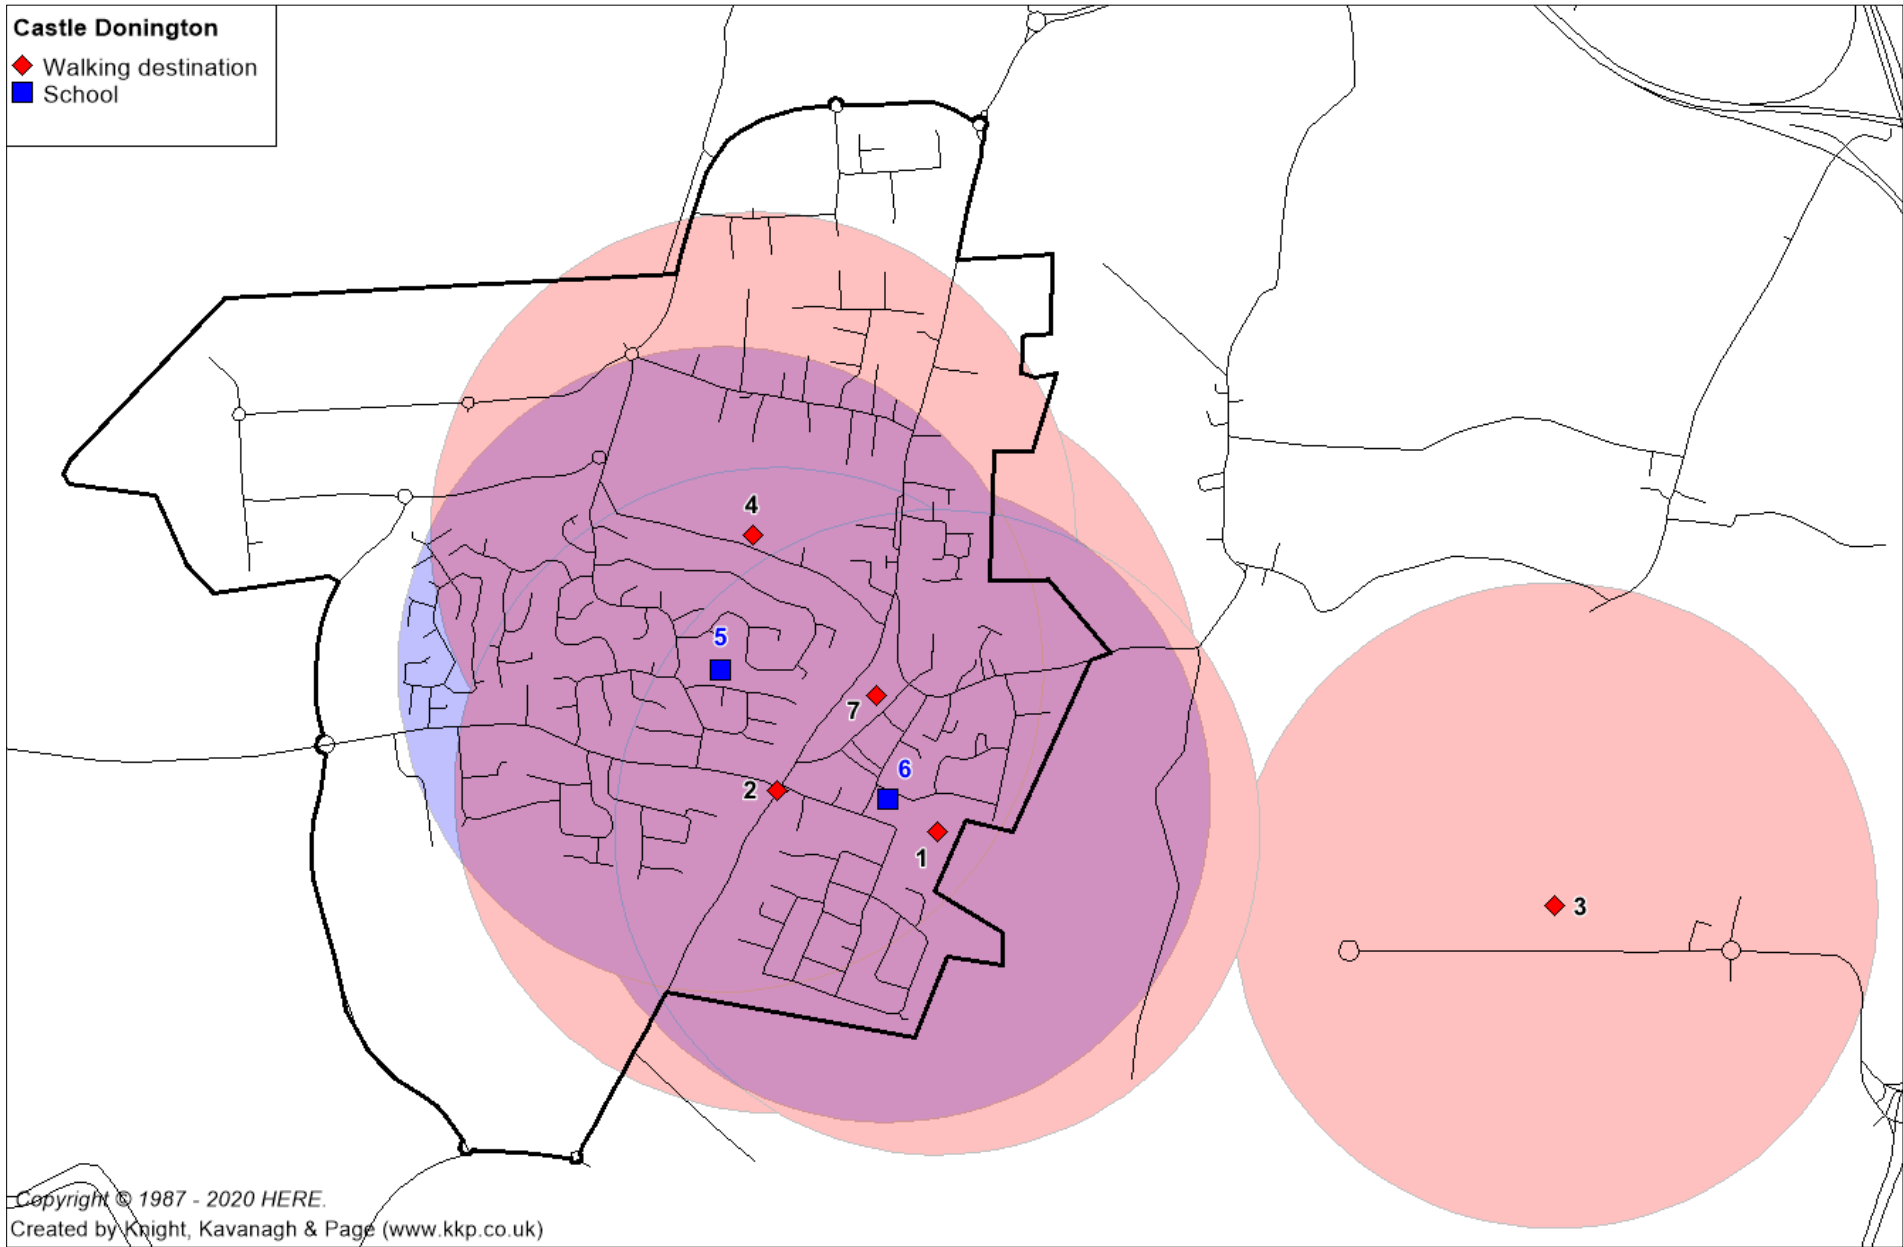 Castle Donington
Walking destination
School
4
5
7
6
2
1
3
Copyright © 1987 - 2020 HERE.
Created by Knight, Kavanagh & Page (www.kkp.co.uk)